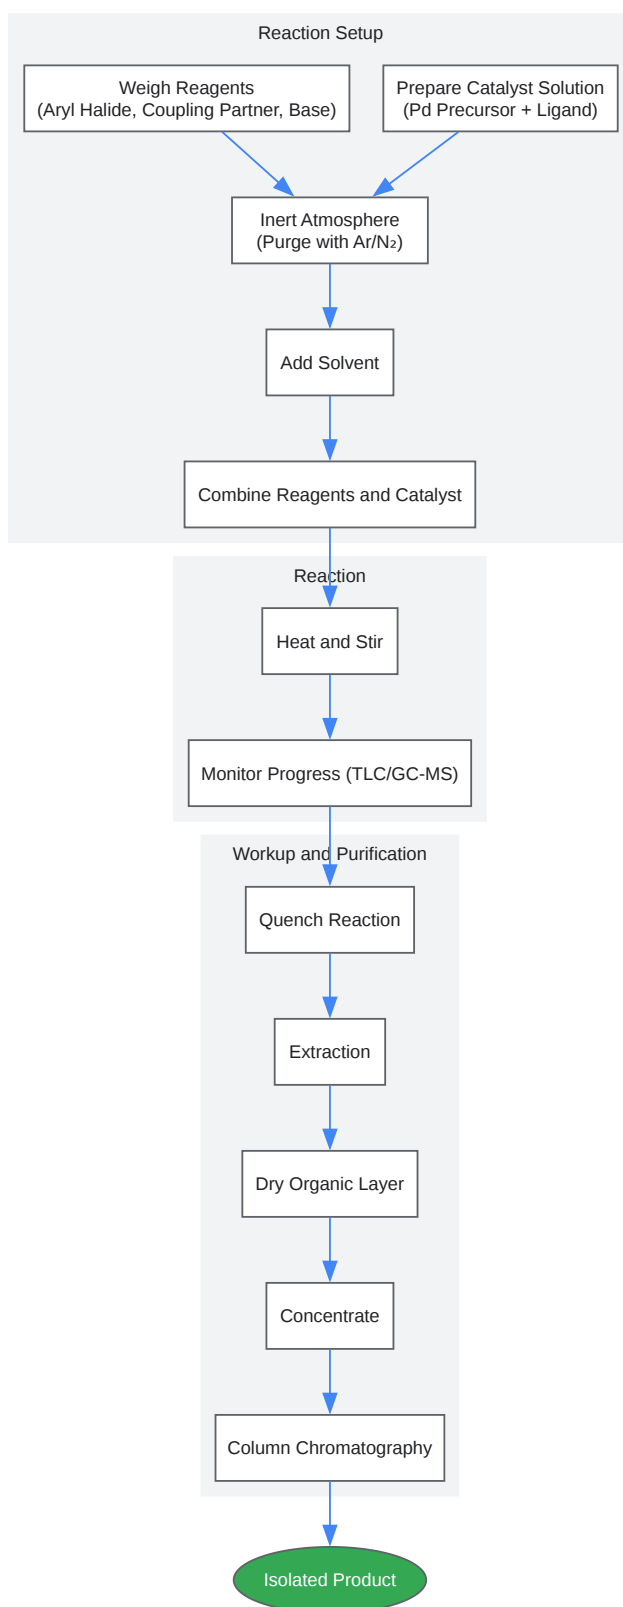 Reaction Setup
Weigh Reagents
(Aryl Halide, Coupling Partner, Base)
Prepare Catalyst Solution
(Pd Precursor + Ligand)
Inert Atmosphere
(Purge with Ar/N₂)
Add Solvent
Combine Reagents and Catalyst
Reaction
Heat and Stir
Monitor Progress (TLC/GC-MS)
Workup and Purification
Quench Reaction
Extraction
Dry Organic Layer
Concentrate
Column Chromatography
Isolated Product